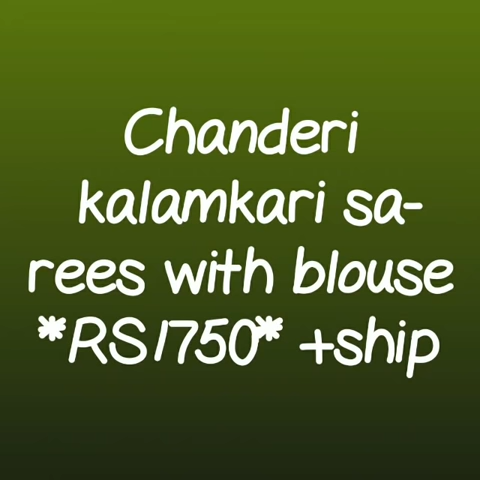 Chanderi
kalamkari sa-
rees with blouse
*RS1750* +ship